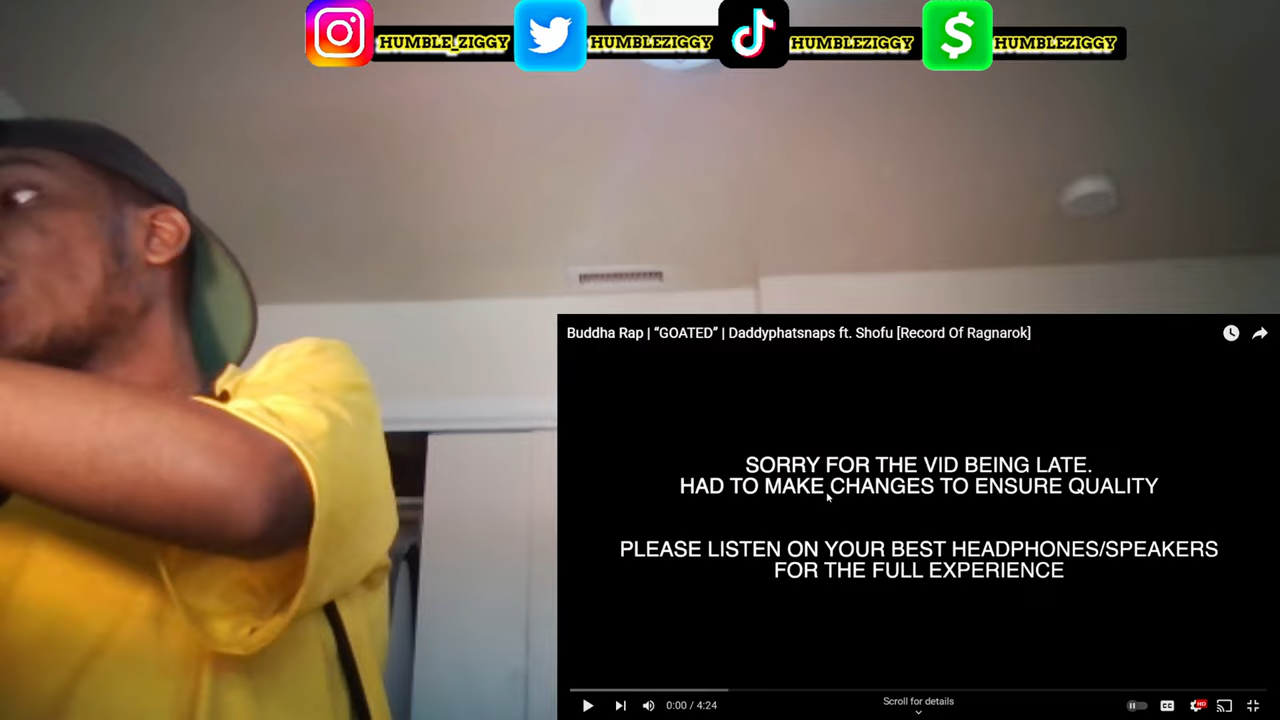 HUMBLE_ZIGGY HUMBLEZIGGY HUMBLEZIGGY HUMBLEZIGGY
Buddha Rap | “GOATED” | Daddyphatsnaps ft. Shofu [Record Of Ragnarok]
SORRY FOR THE VID BEING LATE.
HAD TO MAKE CHANGES TO ENSURE QUALITY
PLEASE LISTEN ON YOUR BEST HEADPHONES/SPEAKERS
FOR THE FULL EXPERIENCE
0:00 / 4:24
Scroll for details
CC
HD